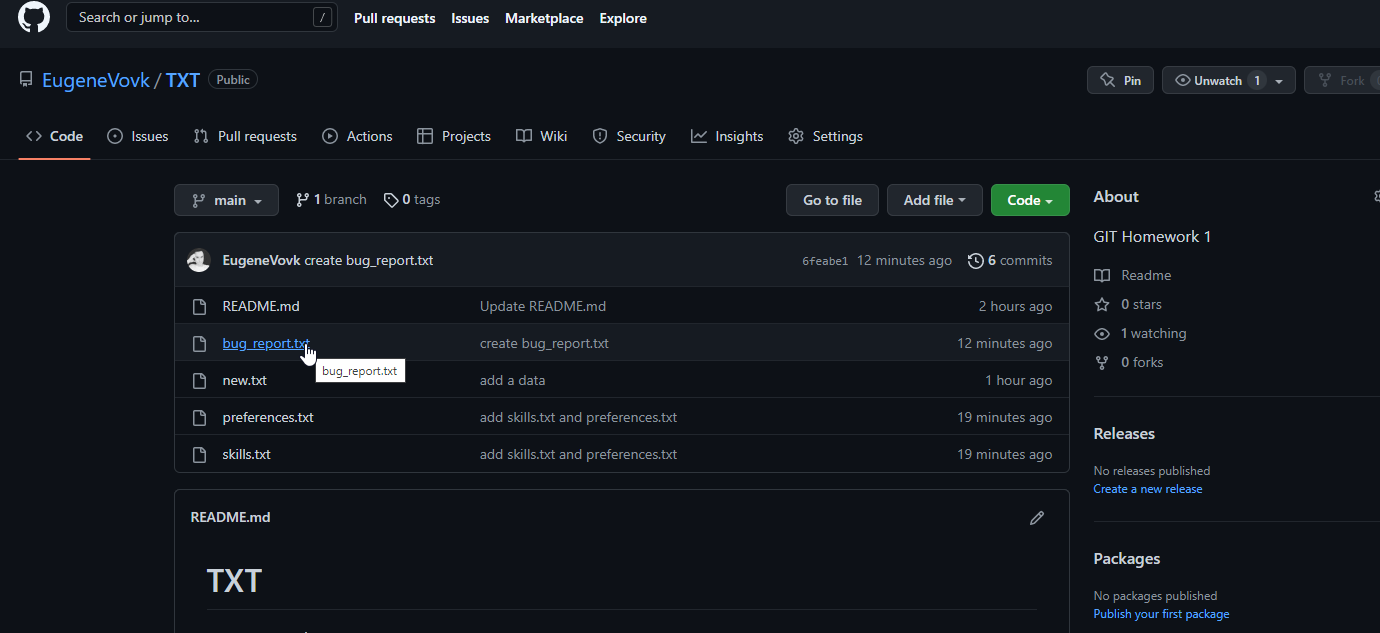 Search or jump to... /
Pull requests Issues Marketplace Explore
EugeneVovk / TXT Public
Pin Unwatch 1 Fork
Code Issues Pull requests Actions Projects Wiki Security Insights Settings
main 1 branch 0 tags Go to file Add file Code
EugeneVovk create bug_report.txt 6feabe1 12 minutes ago 6 commits
README.md Update README.md 2 hours ago
bug_report.txt create bug_report.txt 12 minutes ago
bug_report.txt
new.txt add a data 1 hour ago
preferences.txt add skills.txt and preferences.txt 19 minutes ago
skills.txt add skills.txt and preferences.txt 19 minutes ago
README.md
TXT
About
GIT Homework 1
Readme
0 stars
1 watching
0 forks
Releases
No releases published
Create a new release
Packages
No packages published
Publish your first package